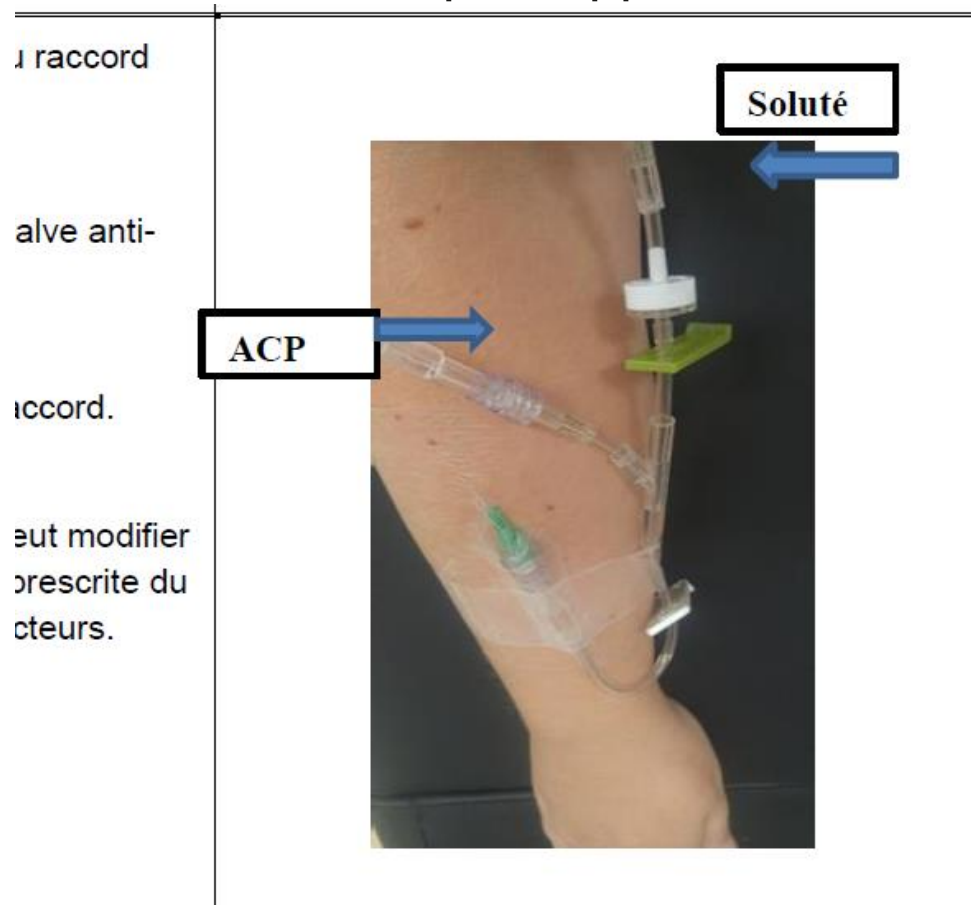 u raccord
Soluté
alve anti-
ACP
accord.
eut modifier
prescrite du
cteurs.